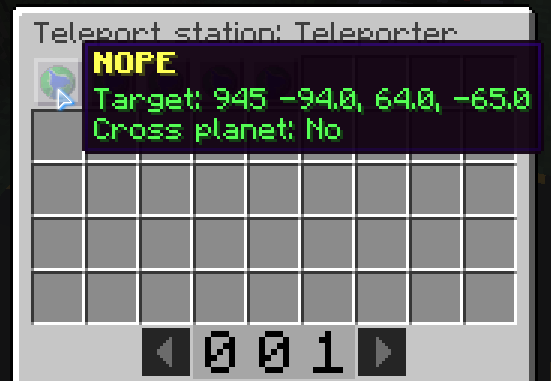 Teleport station: Teleporter
NOPE
Target: 945 -94.0, 64.0, -65.0
Cross planet: No
001